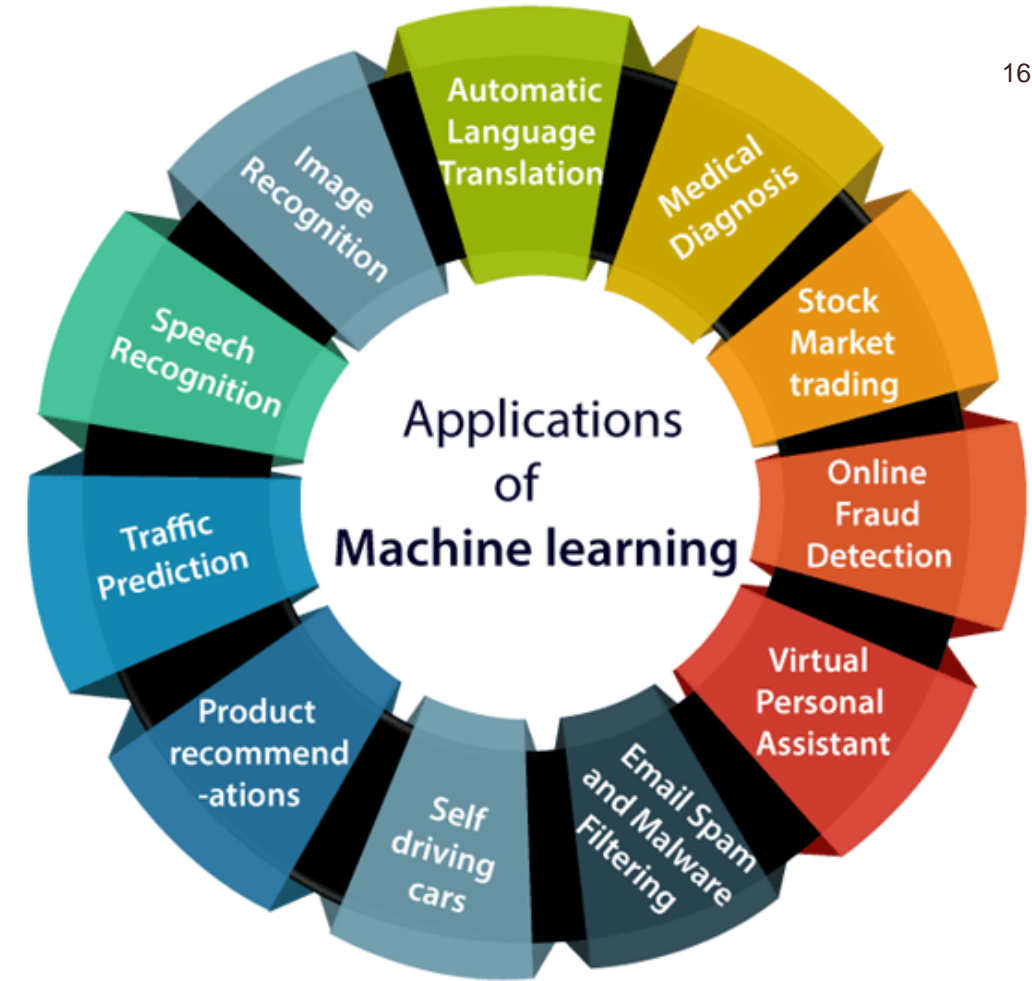 16
Applications
of
Machine learning
Automatic
Language
Translation
Medical
Diagnosis
Stock
Market
trading
Online
Fraud
Detection
Virtual
Personal
Assistant
Email Spam
and Malware
Filtering
Self
driving
cars
Product
recommend
-ations
Traffic
Prediction
Speech
Recognition
Image
Recognition